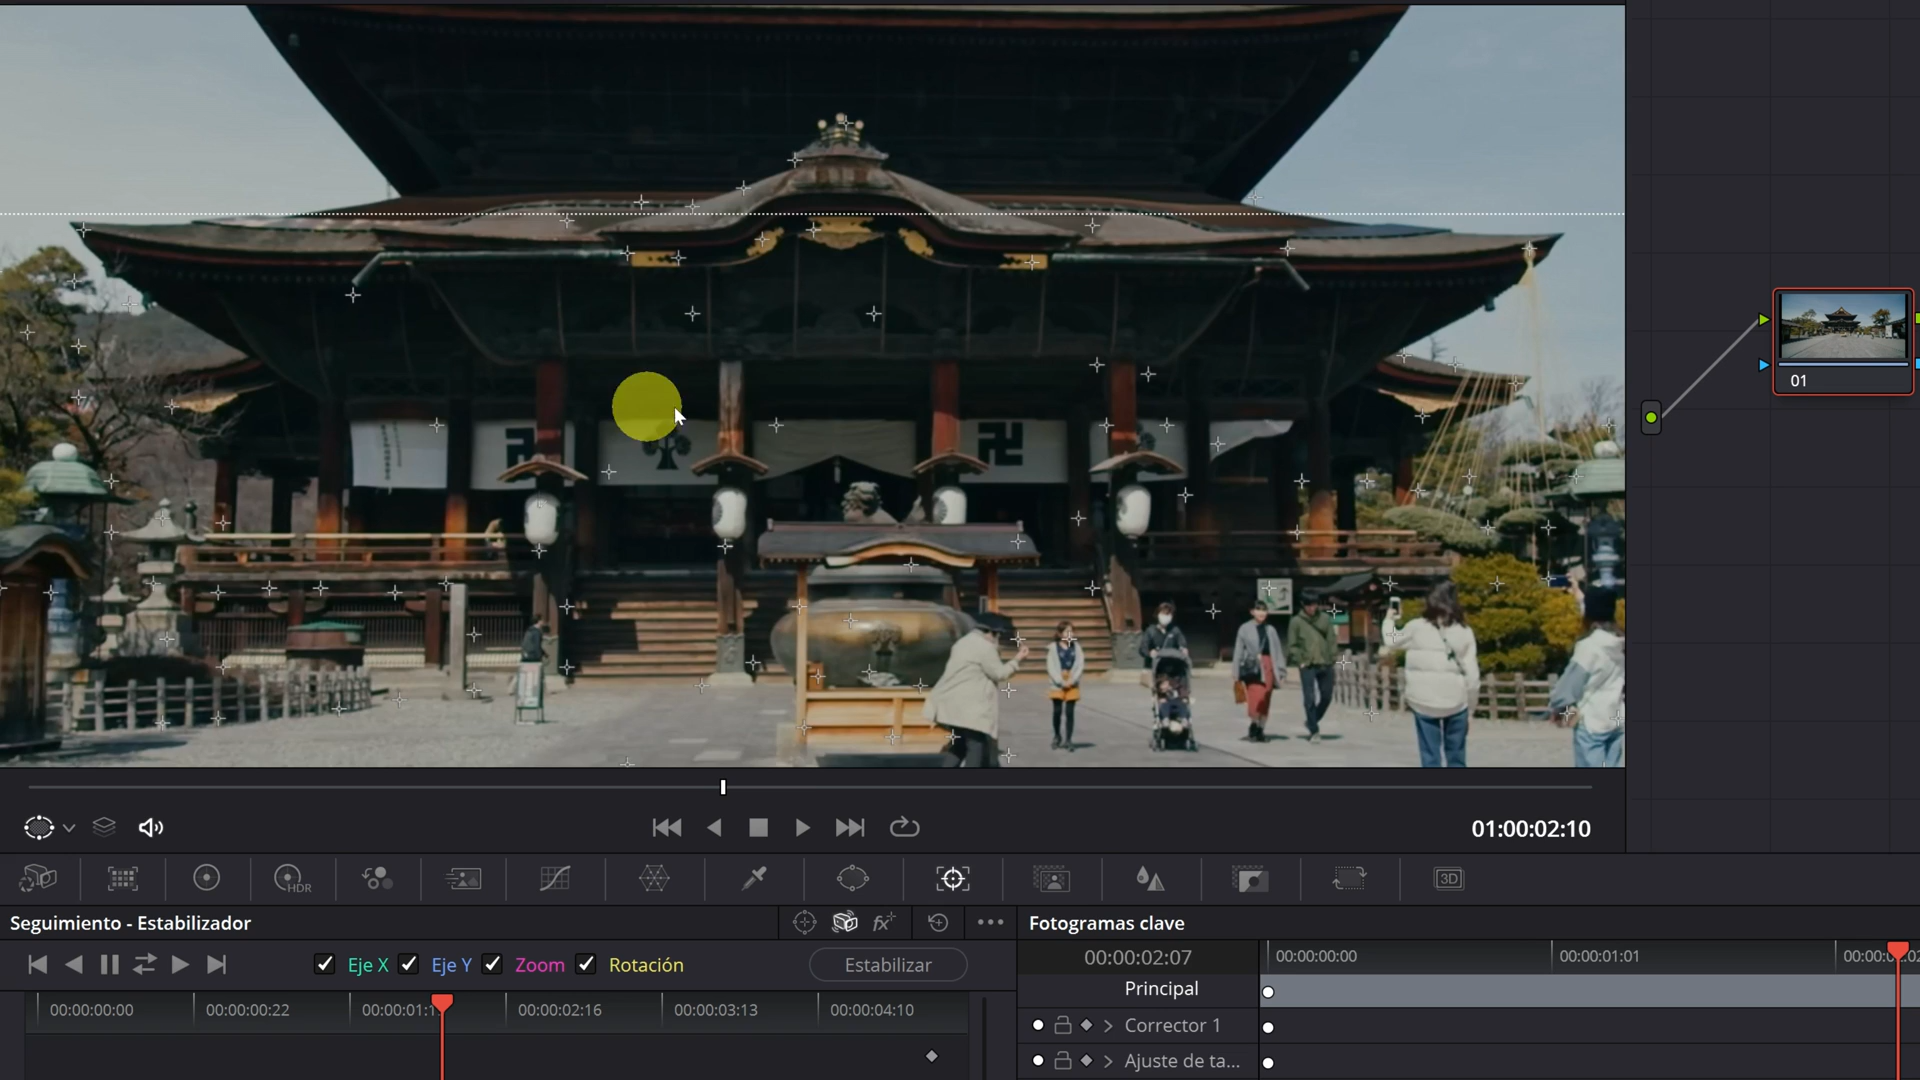 01
01:00:02:10
HDR
3D
Seguimiento - Estabilizador
fx
Fotogramas clave
Eje X
Eje Y
Zoom
Rotación
Estabilizar
00:00:02:07
00:00:00:00
00:00:01:01
Principal
00:00:00:00
00:00:00:22
00:00:02:16
00:00:03:13
00:00:04:10
Corrector 1
Ajuste de ta...